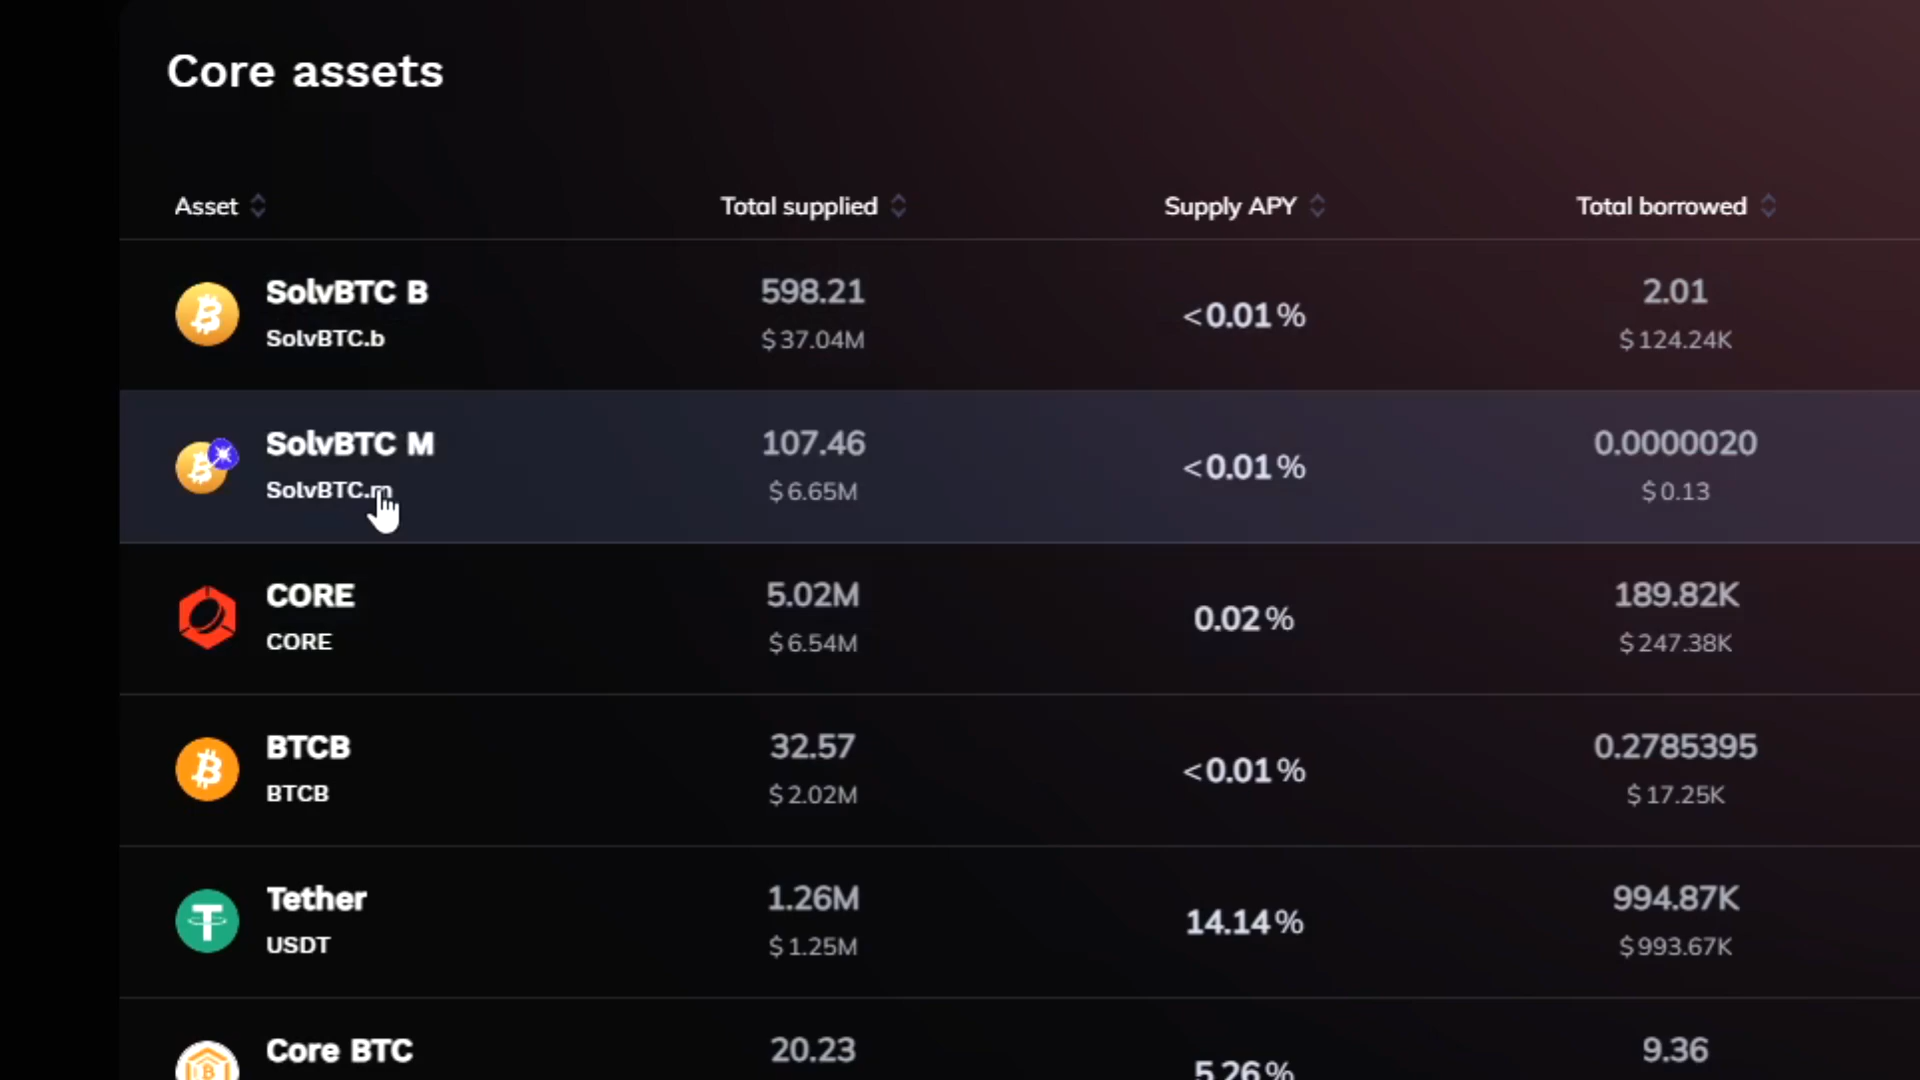 Core assets
Asset Total supplied Supply APY Total borrowed
SolvBTC B 598.21 <0.01% 2.01
SolvBTC.b $37.04M $124.24K
SolvBTC M 107.46 <0.01% 0.0000020
SolvBTC.m $6.65M $0.13
CORE 5.02M 0.02% 189.82K
CORE $6.54M $247.38K
BTCB 32.57 <0.01% 0.2785395
BTCB $2.02M $17.25K
Tether 1.26M 14.14% 994.87K
USDT $1.25M $993.67K
Core BTC 20.23 5.26% 9.36